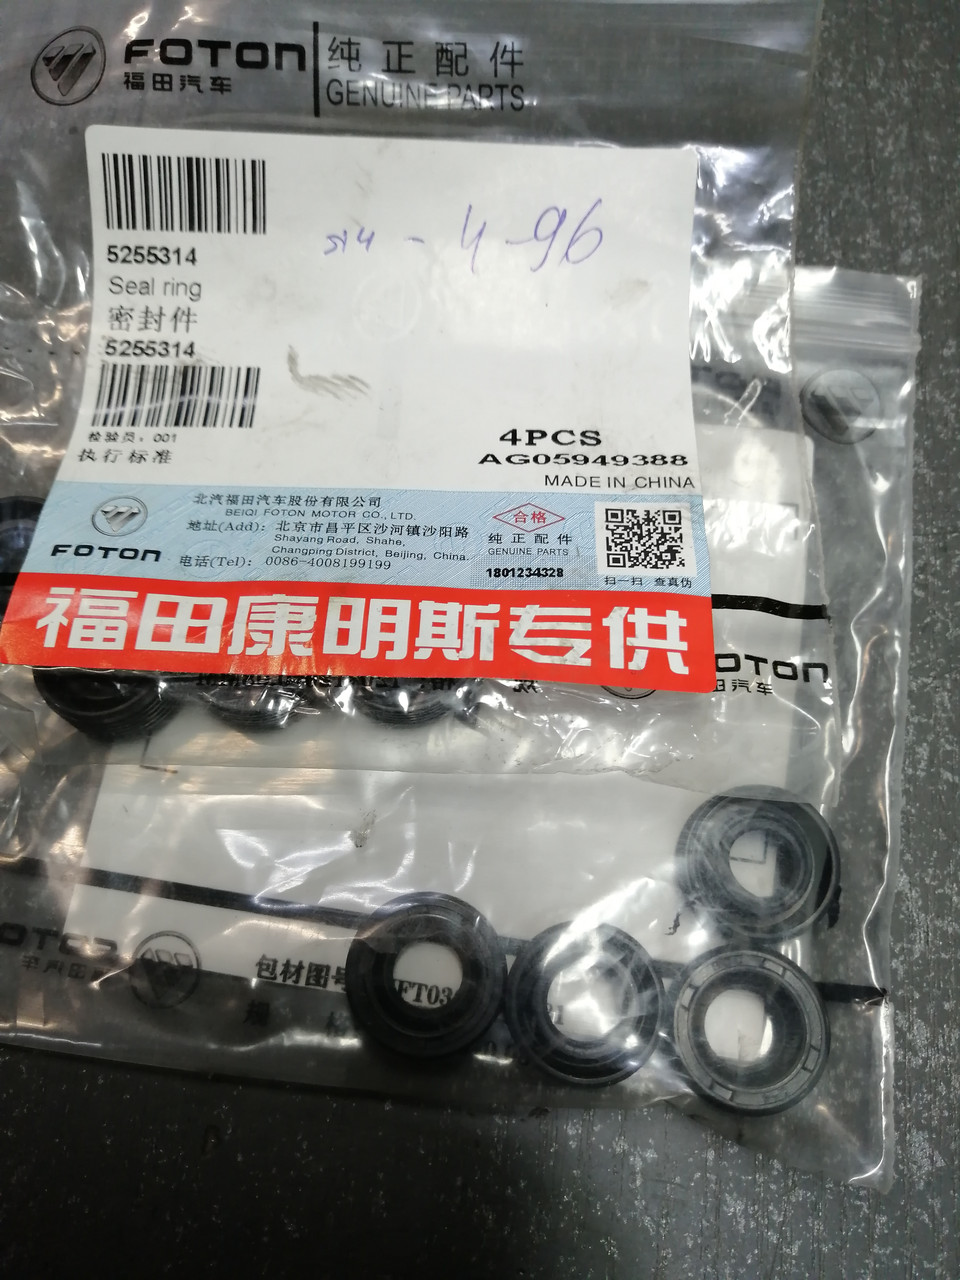 FOTON
福田汽车
纯正配件
GENUINE PARTS
5255314
Seal ring
密封件
5255314
检验员：001
执行标准
4-96
4PCS
AG05949388
MADE IN CHINA
北汽福田汽车股份有限公司
BEIQI FOTON MOTOR CO., LTD.
地址(Add)：北京市昌平区沙河镇沙阳路
Shayang Road, Shahe,
Changping District, Beijing, China.
电话(Tel)：0086-4008199199
FOTON
合格
纯正配件
GENUINE PARTS
1801234328
扫一扫 查真伪
福田康明斯专供
OTON
汽车
包材图号
FT03